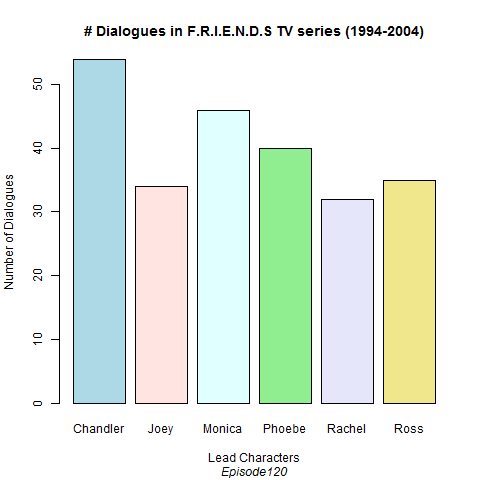 # Dialogues in F.R.I.E.N.D.S TV series (1994-2004)
Number of Dialogues
50
40
30
20
10
0
Chandler Joey Monica Phoebe Rachel Ross
Lead Characters
Episode120